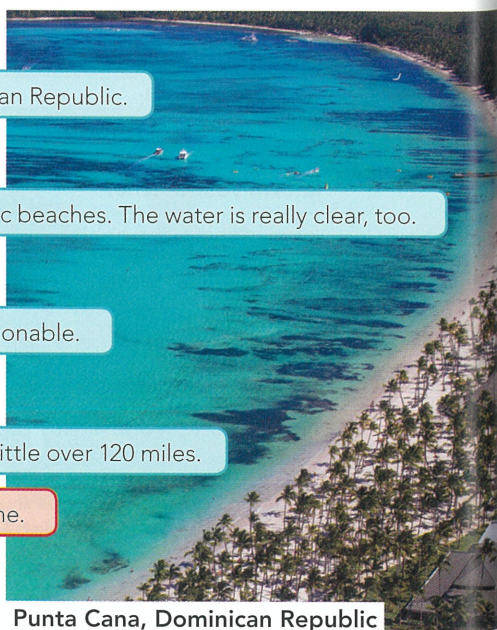 an Republic.
c beaches. The water is really clear, too.
onable.
ittle over 120 miles.
ne.
Punta Cana, Dominican Republic